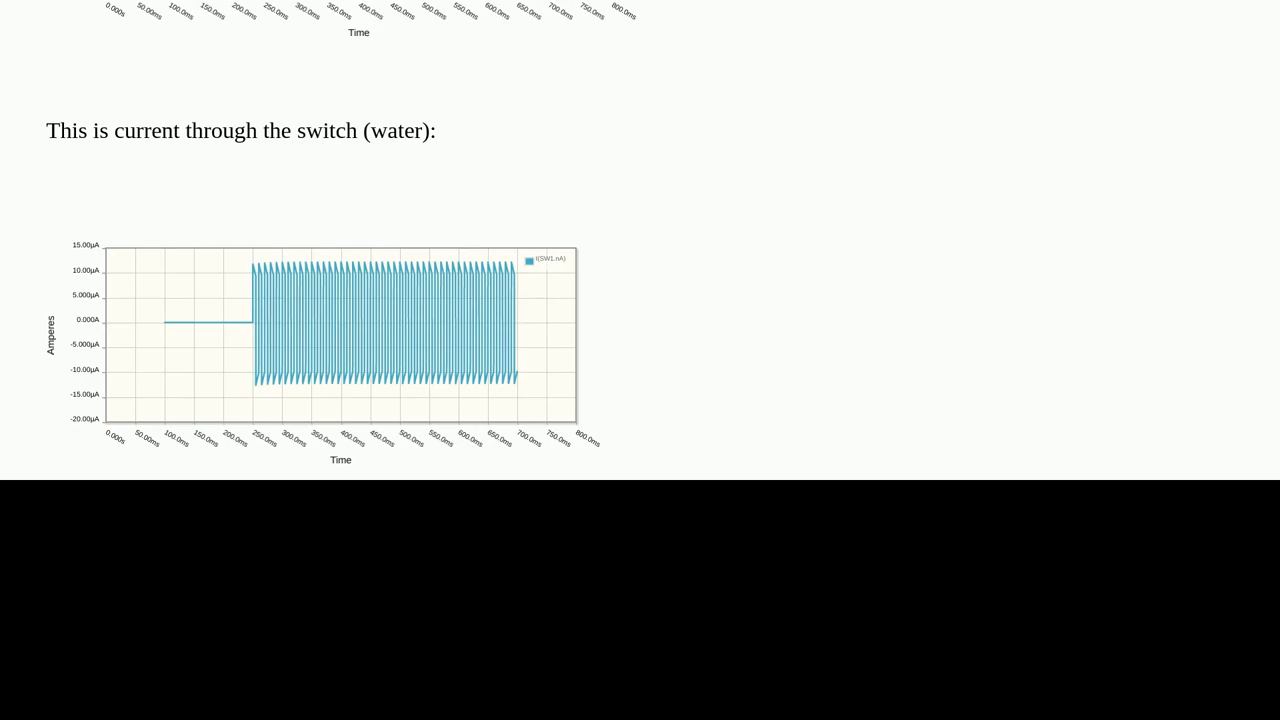 0.000s 50.00ms 100.0ms 150.0ms 200.0ms 250.0ms 300.0ms 350.0ms 400.0ms 450.0ms 500.0ms 550.0ms 600.0ms 650.0ms 700.0ms 750.0ms 800.0ms
Time
This is current through the switch (water):
15.00µA
I(SW1.nA)
10.00µA
5.000µA
0.000A
Amperes
-5.000µA
-10.00µA
-15.00µA
-20.00µA
0.000s 50.00ms 100.0ms 150.0ms 200.0ms 250.0ms 300.0ms 350.0ms 400.0ms 450.0ms 500.0ms 550.0ms 600.0ms 650.0ms 700.0ms 750.0ms 800.0ms
Time